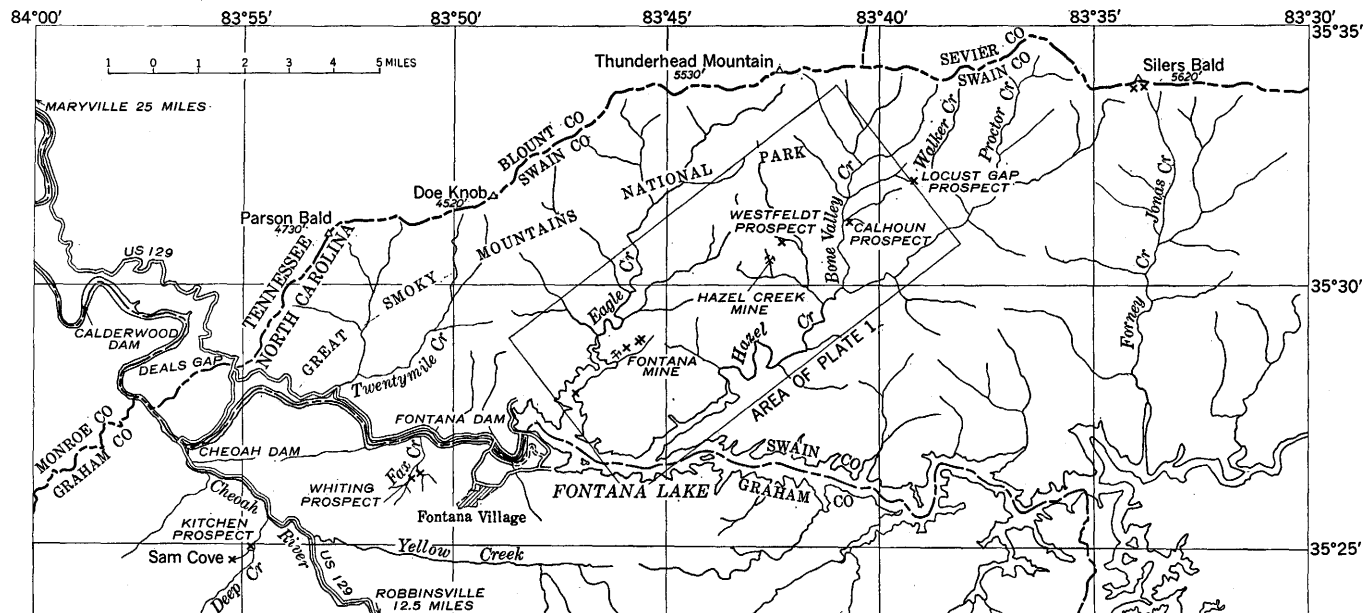 84°00'
83°55'
83°50'
83°45'
83°40'
83°35'
83°30'
35°35'
1 0 1 2 3 4 5 MILES
MARYVILLE 25 MILES
Thunderhead Mountain
5530'
SEVIER CO
SWAIN CO
Silers Bald
5620'
BLOUNT CO
SWAIN CO
Walker Cr
Proctor Cr
NATIONAL
PARK
Cr
LOCUST GAP
PROSPECT
Jonas Cr
Doe Knob
4520'
Parson Bald
4730'
MOUNTAINS
WESTFELDT
PROSPECT
Bone Valley
CALHOUN
PROSPECT
US 129
TENNESSEE
NORTH CAROLINA
SMOKY
Eagle
Cr
HAZEL CREEK
MINE
Cr
35°30'
CALDERWOOD
DAM
GREAT
Hazel
Cr
Forney
DEALS GAP
Twentymile Cr
FONTANA
MINE
AREA OF PLATE 1
MONROE CO
GRAHAM CO
FONTANA DAM
CHEOAH DAM
Fax Cr
SWAIN CO
WHITING
PROSPECT
FONTANA LAKE
GRAHAM CO
Fontana Village
Cheoah
River
KITCHEN
PROSPECT
Sam Cove
Yellow Creek
35°25'
Deep Cr
US 129
ROBBINSVILLE
12.5 MILES